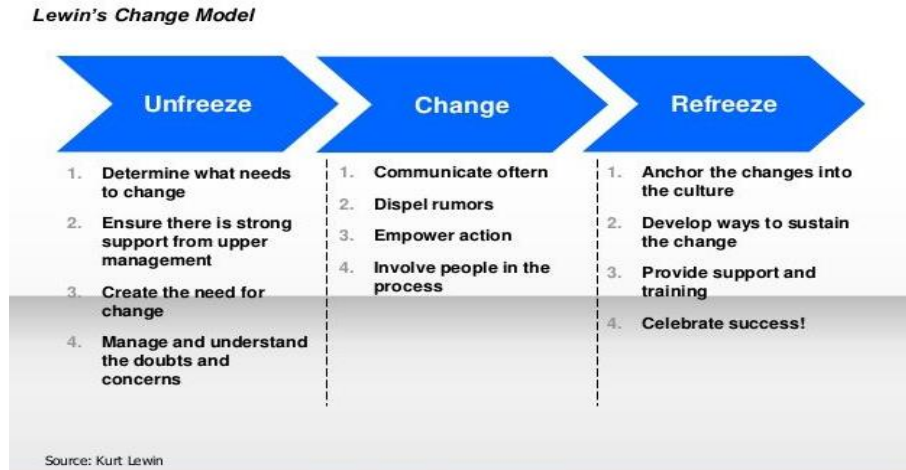 Lewin's Change Model
Unfreeze
Change
Refreeze
1. Determine what needs
to change
2. Ensure there is strong
support from upper
management
3. Create the need for
change
4. Manage and understand
the doubts and
concerns
1. Communicate oftern
2. Dispel rumors
3. Empower action
4. Involve people in the
process
1. Anchor the changes into
the culture
2. Develop ways to sustain
the change
3. Provide support and
training
4. Celebrate success!
Source: Kurt Lewin